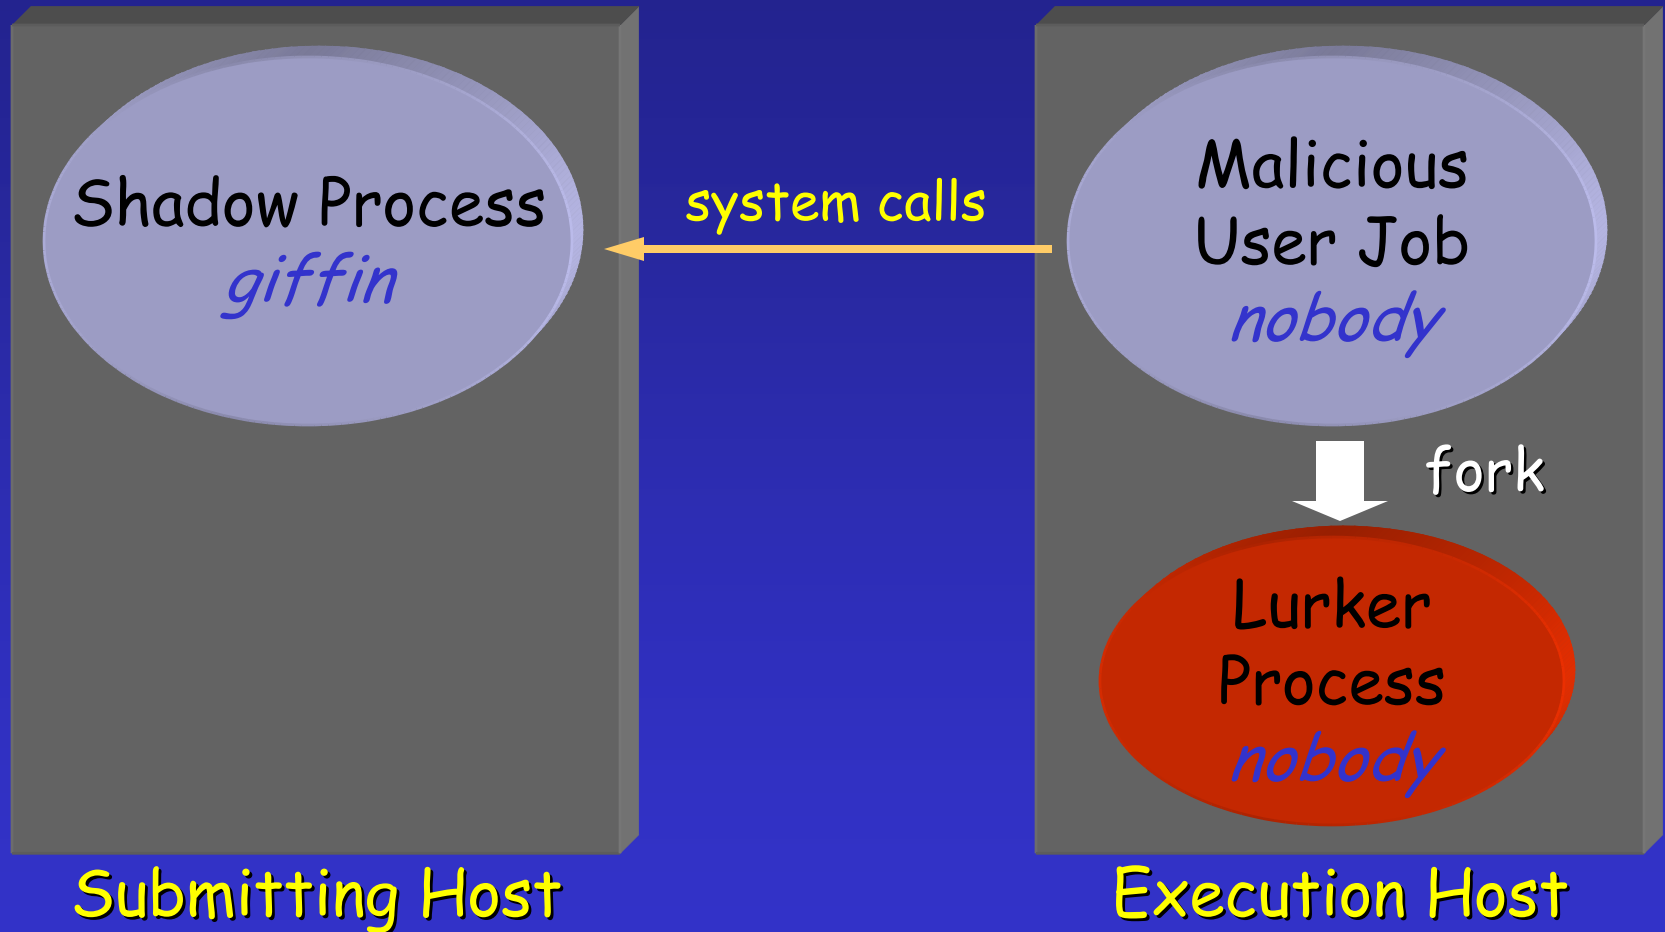 Shadow Process
giffin
system calls
Malicious
User Job
nobody
fork
Lurker
Process
nobody
Submitting Host
Execution Host